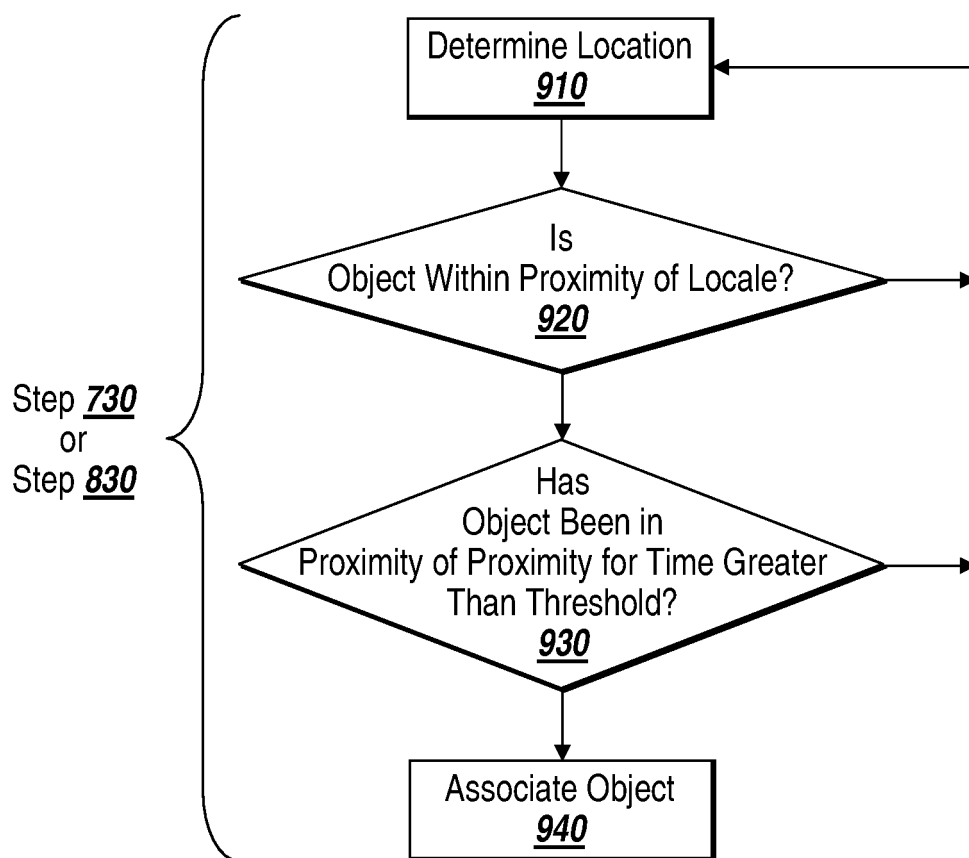 Determine Location
910
Is
Object Within Proximity of Locale?
920
Step 730
or
Step 830
Has
Object Been in
Proximity of Proximity for Time Greater
Than Threshold?
930
Associate Object
940